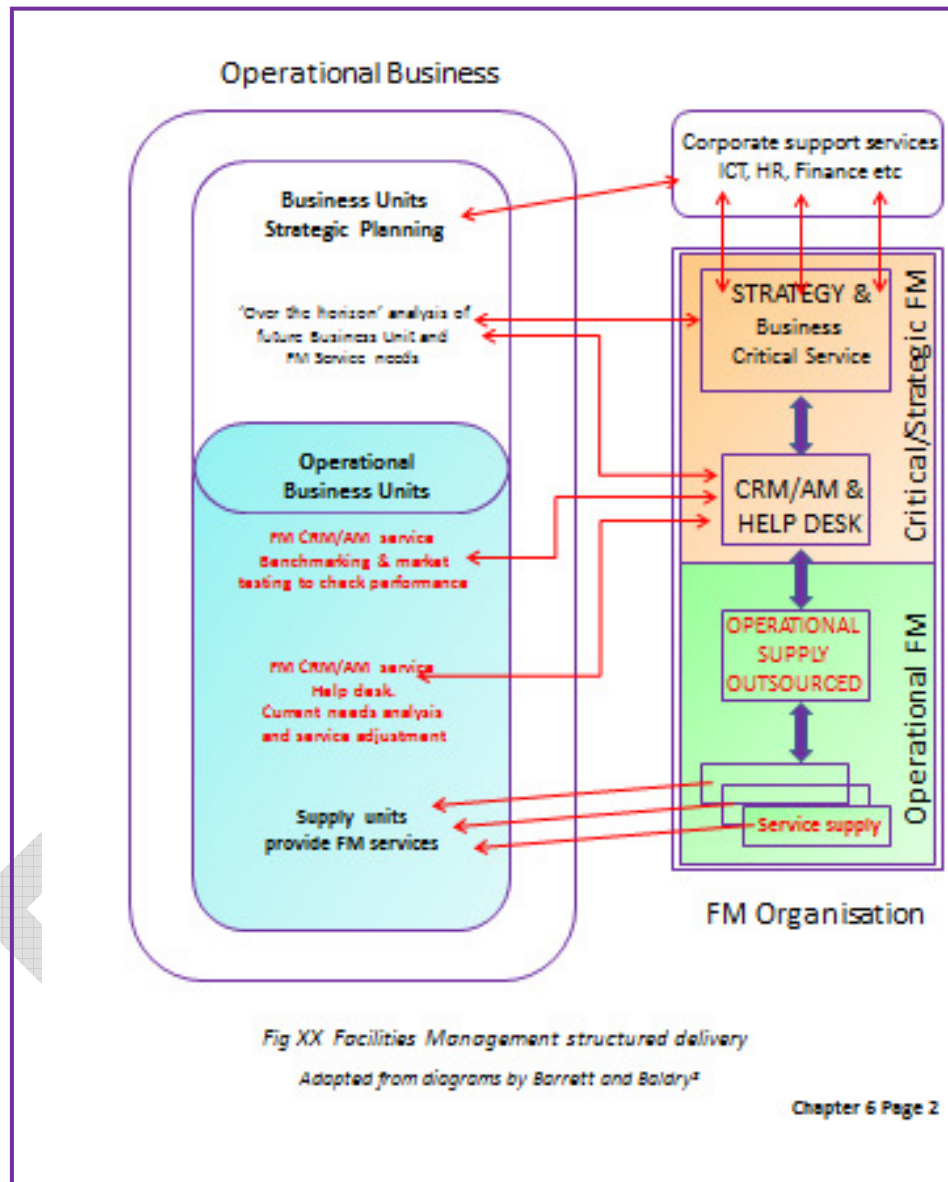 Operational Business
Corporate support services
ICT, HR, Finance etc
Business Units
Strategic Planning
'Over the horizon' analysis of
future Business Unit and
FM Service needs
STRATEGY &
Business
Critical Service
Critical/Strategic FM
Operational
Business Units
CRM/AM &
HELP DESK
FM CRM/AM service
Benchmarking & market
testing to check performance
OPERATIONAL
SUPPLY
OUTSOURCED
Operational FM
FM CRM/AM service
Help desk.
Current needs analysis
and service adjustment
Supply units
provide FM services
Service supply
FM Organisation
Fig XX Facilities Management structured delivery
Adapted from diagrams by Barrett and Baldry
Chapter 6 Page 2